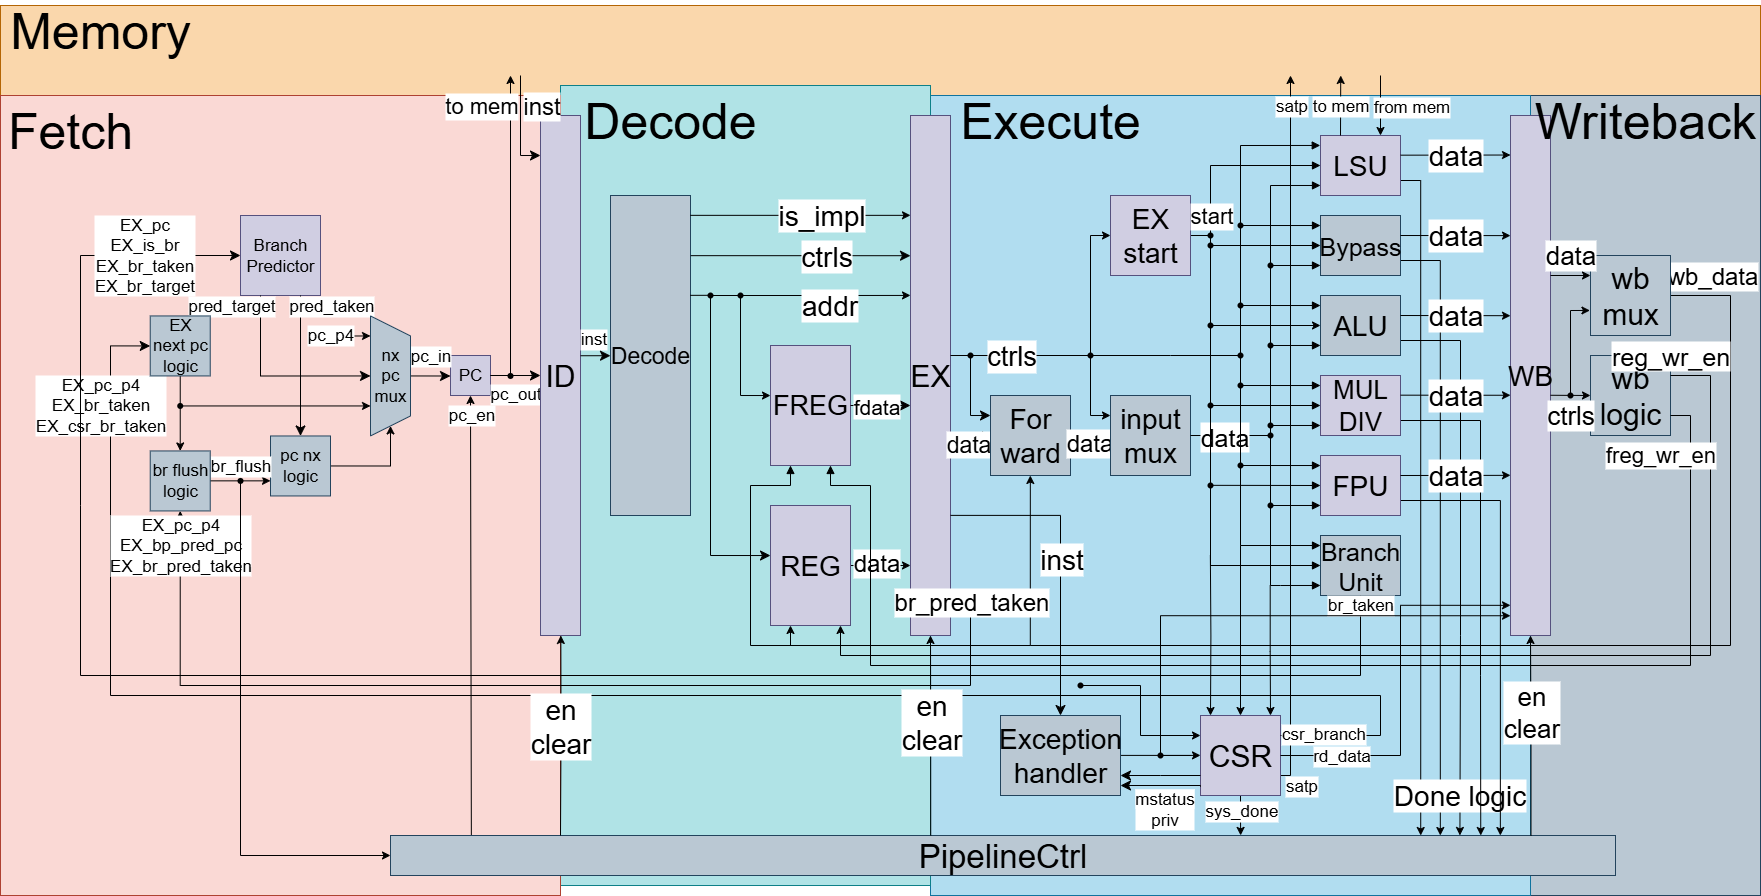 Memory
Fetch
to mem
inst
EX_pc
EX_is_br
EX_br_taken
EX_br_target
Branch
Predictor
pred_target
pred_taken
EX
next pc
logic
pc_p4
nx
pc
mux
pc_in
PC
pc_out
pc_en
EX_pc_p4
EX_br_taken
EX_csr_br_taken
br flush
logic
br_flush
pc nx
logic
EX_pc_p4
EX_bp_pred_pc
EX_br_pred_taken
ID
en
clear
Decode
inst
Decode
is_impl
ctrls
addr
FREG
fdata
REG
data
EX
br_pred_taken
en
clear
Execute
satp
to mem
from mem
EX
start
start
ctrls
data
For
ward
data
input
mux
data
inst
LSU
data
Bypass
data
ALU
data
MUL
DIV
data
FPU
data
Branch
Unit
br_taken
Exception
handler
CSR
csr_branch
rd_data
satp
mstatus
priv
sys_done
Done logic
Writeback
WB
data
wb
mux
wb_data
reg_wr_en
wb
logic
ctrls
freg_wr_en
en
clear
PipelineCtrl